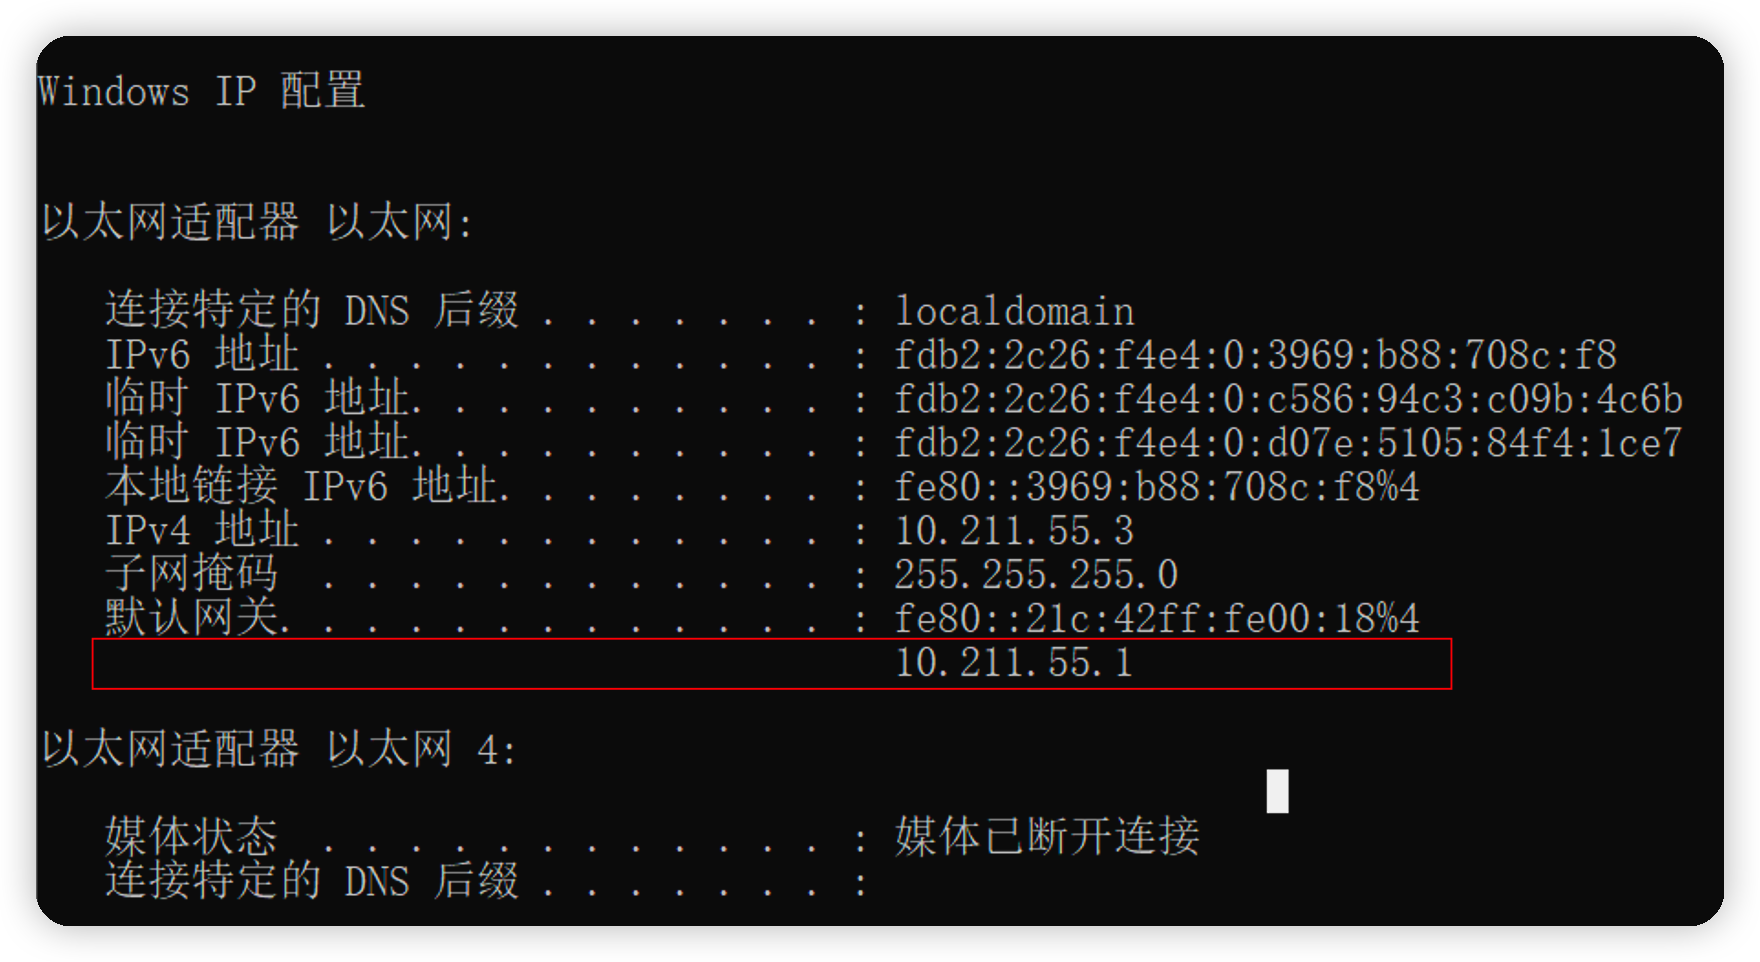 Windows IP 配置
以太网适配器 以太网:
连接特定的 DNS 后缀 . . . . . . . : localdomain
IPv6 地址 . . . . . . . . . . . . : fdb2:2c26:f4e4:0:3969:b88:708c:f8
临时 IPv6 地址. . . . . . . . . . : fdb2:2c26:f4e4:0:c586:94c3:c09b:4c6b
临时 IPv6 地址. . . . . . . . . . : fdb2:2c26:f4e4:0:d07e:5105:84f4:1ce7
本地链接 IPv6 地址. . . . . . . . : fe80::3969:b88:708c:f8%4
IPv4 地址 . . . . . . . . . . . . : 10.211.55.3
子网掩码  . . . . . . . . . . . . : 255.255.255.0
默认网关. . . . . . . . . . . . . : fe80::21c:42ff:fe00:18%4
10.211.55.1
以太网适配器 以太网 4:
媒体状态  . . . . . . . . . . . . : 媒体已断开连接
连接特定的 DNS 后缀 . . . . . . . :